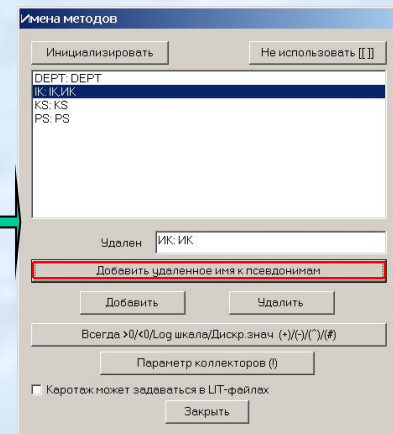 Имена методов
Инициализировать
Не использовать [[ ]]
DEPT: DEPT
IK: IK,ИК
KS: KS
PS: PS
Удален
ИК: ИК
Добавить удаленное имя к псевдонимам
Добавить
Удалить
Всегда >0/<0/Log шкала/Дискр.знач (+)/(-)/(^)/(#)
Параметр коллекторов (!)
Каротаж может задаваться в LIT-файлах
Закрыть